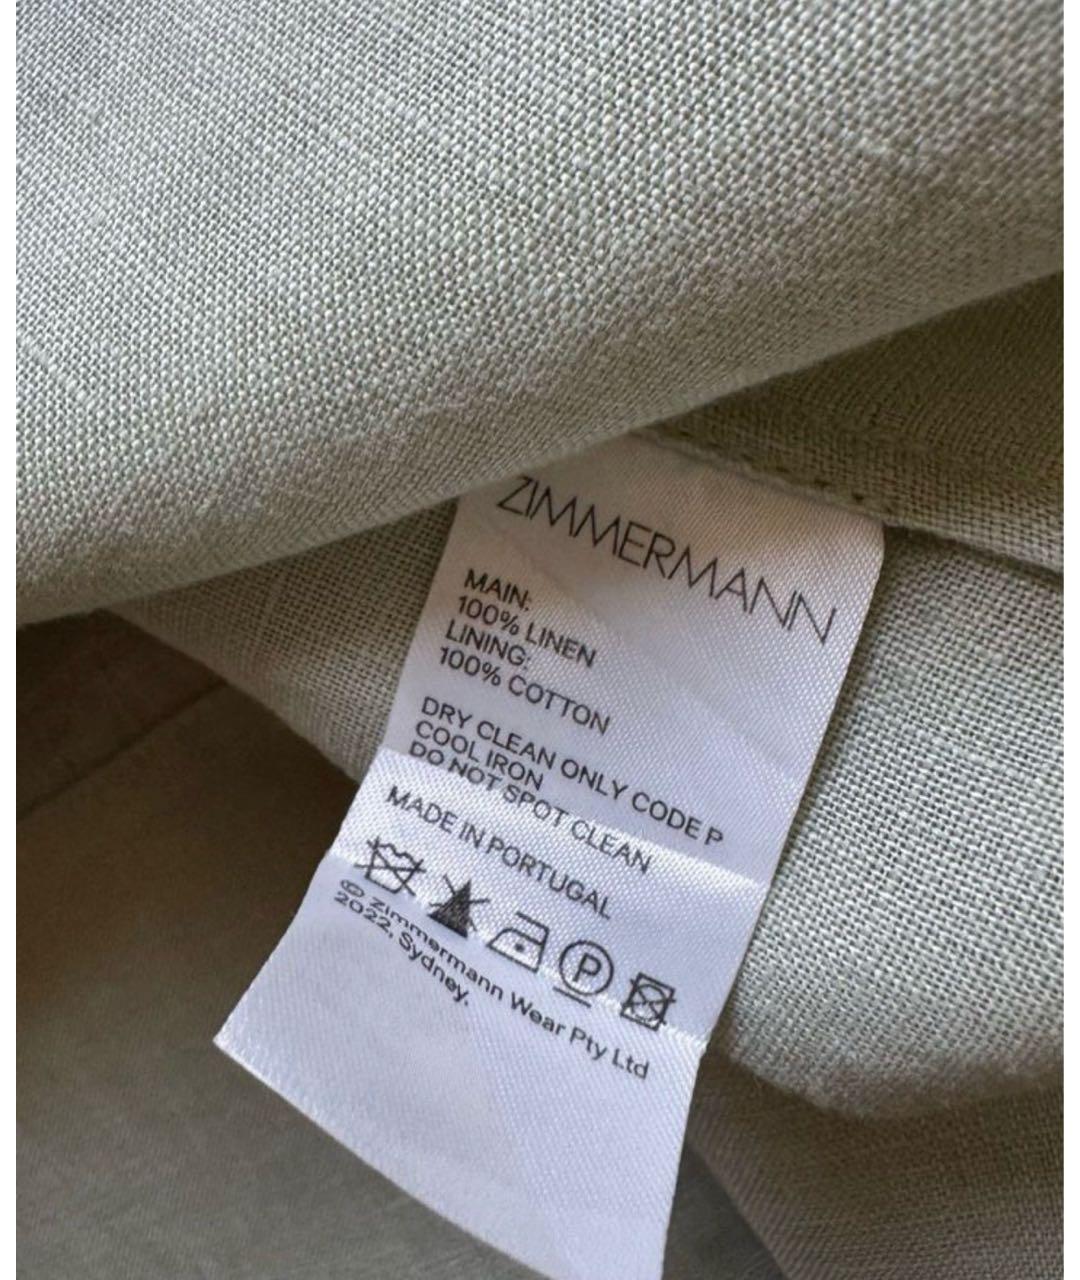 ZIMMERMANN
MAIN:
100% LINEN
LINING:
100% COTTON
DRY CLEAN ONLY CODE P
COOL IRON
DO NOT SPOT CLEAN
MADE IN PORTUGAL
P
© Zimmermann Wear Pty Ltd
2022, Sydney.